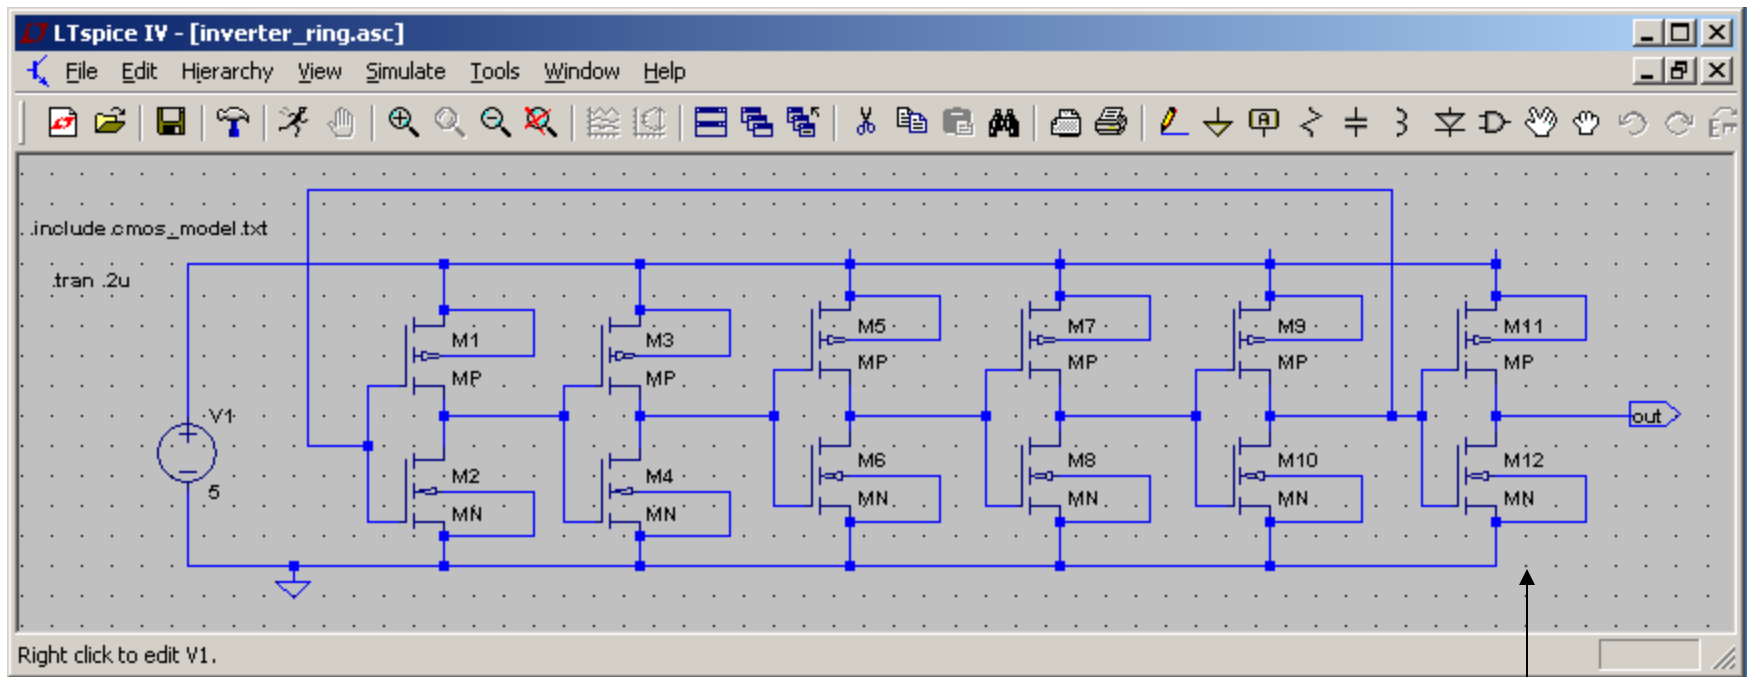 LTspice IV - [inverter_ring.asc]
File Edit Hierarchy View Simulate Tools Window Help
.include cmos_model.txt
.tran .2u
V1
5
M1
MP
M2
MN
M3
MP
M4
MN
M5
MP
M6
MN
M7
MP
M8
MN
M9
MP
M10
MN
M11
MP
M12
MN
out
Right click to edit V1.